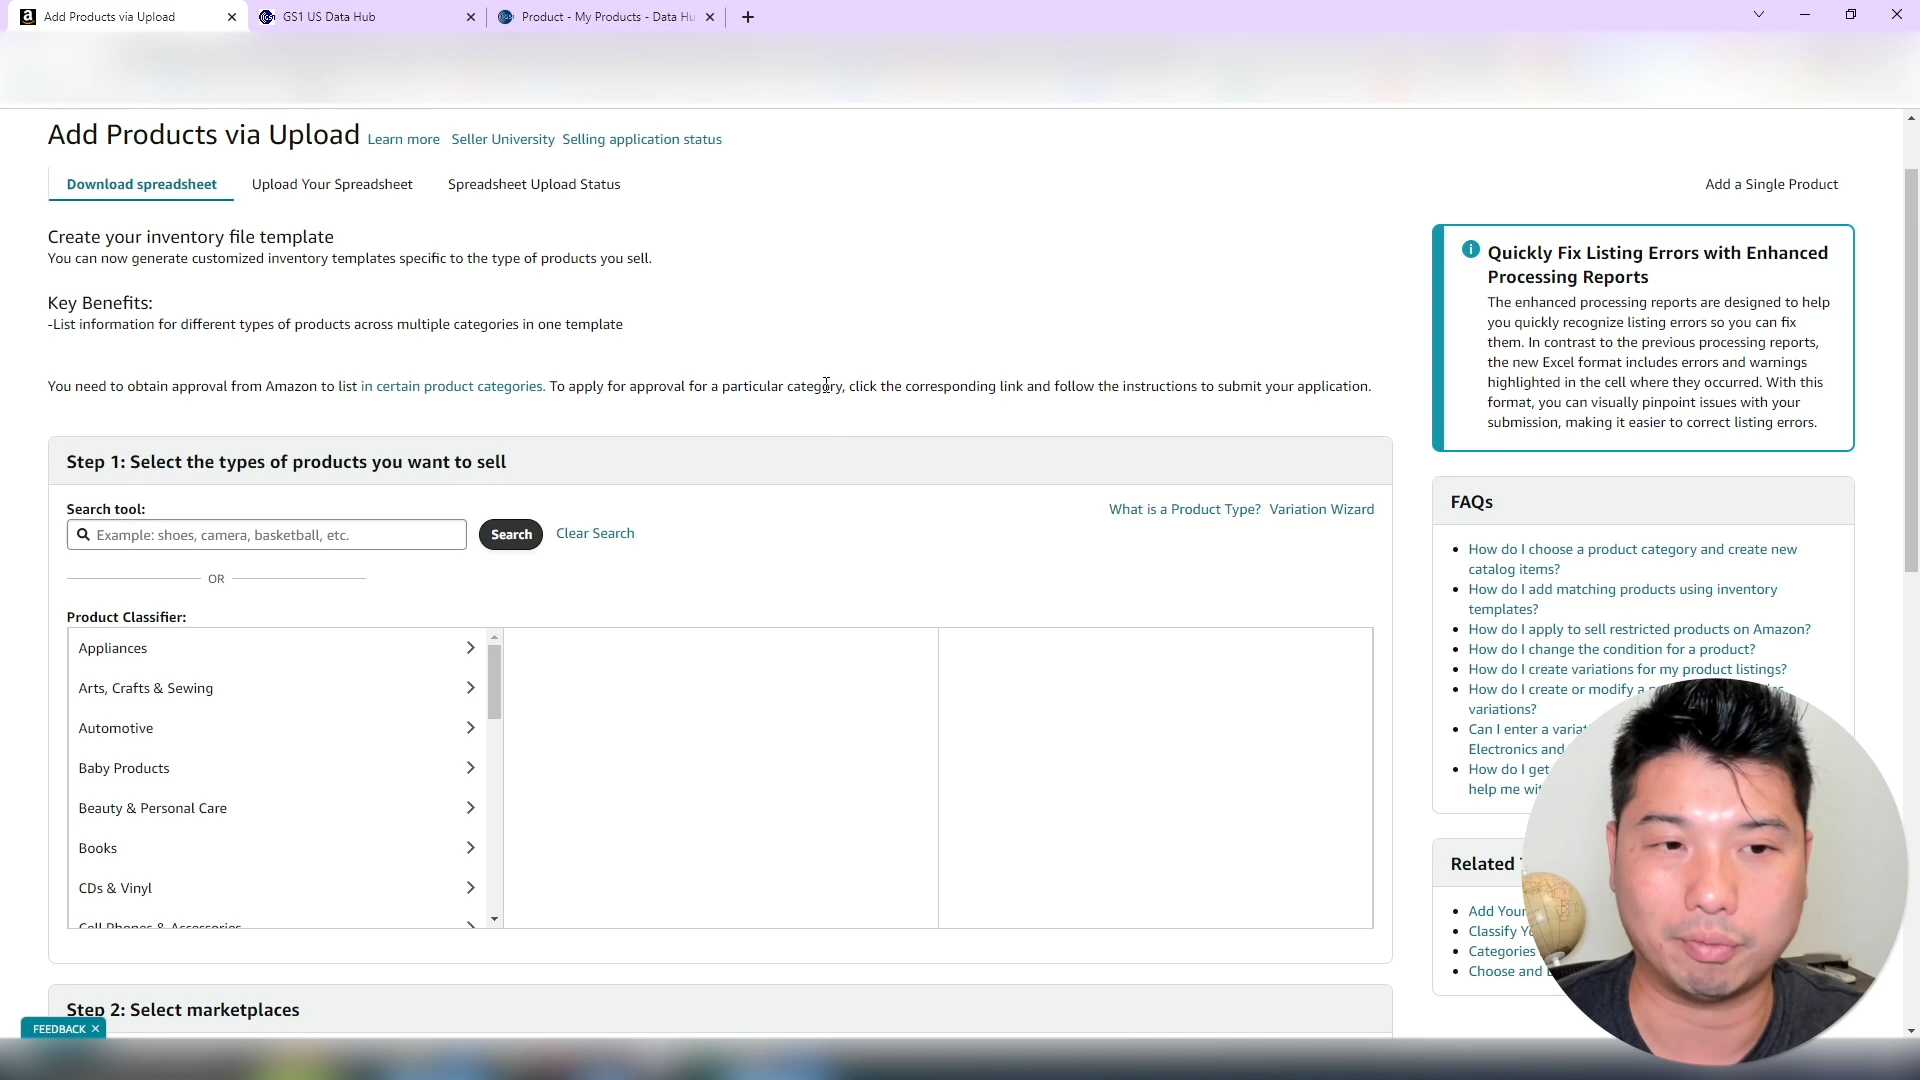 Add Products via Upload
GS1 US Data Hub
Product - My Products - Data Hu
Add Products via Upload Learn more Seller University Selling application status
Download spreadsheet Upload Your Spreadsheet Spreadsheet Upload Status Add a Single Product
Create your inventory file template
You can now generate customized inventory templates specific to the type of products you sell.
Key Benefits:
-List information for different types of products across multiple categories in one template
You need to obtain approval from Amazon to list in certain product categories. To apply for approval for a particular category, click the corresponding link and follow the instructions to submit your application.
Step 1: Select the types of products you want to sell
Search tool:
What is a Product Type? Variation Wizard
Example: shoes, camera, basketball, etc.
Search
Clear Search
OR
Product Classifier:
Appliances
Arts, Crafts & Sewing
Automotive
Baby Products
Beauty & Personal Care
Books
CDs & Vinyl
Cell Phones & Accessories
Step 2: Select marketplaces
FEEDBACK
Quickly Fix Listing Errors with Enhanced
Processing Reports
The enhanced processing reports are designed to help
you quickly recognize listing errors so you can fix
them. In contrast to the previous processing reports,
the new Excel format includes errors and warnings
highlighted in the cell where they occurred. With this
format, you can visually pinpoint issues with your
submission, making it easier to correct listing errors.
FAQs
How do I choose a product category and create new
catalog items?
How do I add matching products using inventory
templates?
How do I apply to sell restricted products on Amazon?
How do I change the condition for a product?
How do I create variations for my product listings?
How do I create or modify a
variations?
Can I enter a
Electronics and
How do I get
help me
Related
Add
Classify
Categories
Choose and